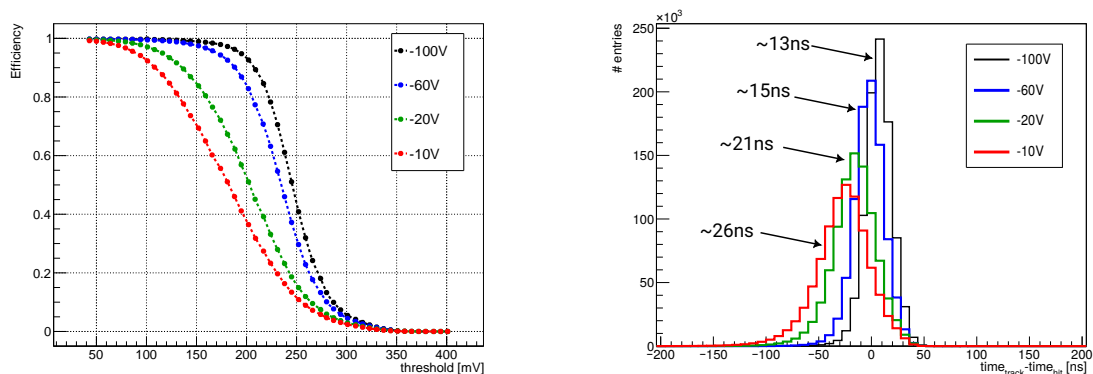 Efficiency
1
0.8
0.6
0.4
0.2
0
50 100 150 200 250 300 350 400
threshold [mV]
-100V
-60V
-20V
-10V
×10³
# entries
250
200
150
100
50
0
−200 −150 −100 −50 0 50 100 150 200
time_track-time_hit [ns]
~13ns
~15ns
~21ns
~26ns
-100V
-60V
-20V
-10V